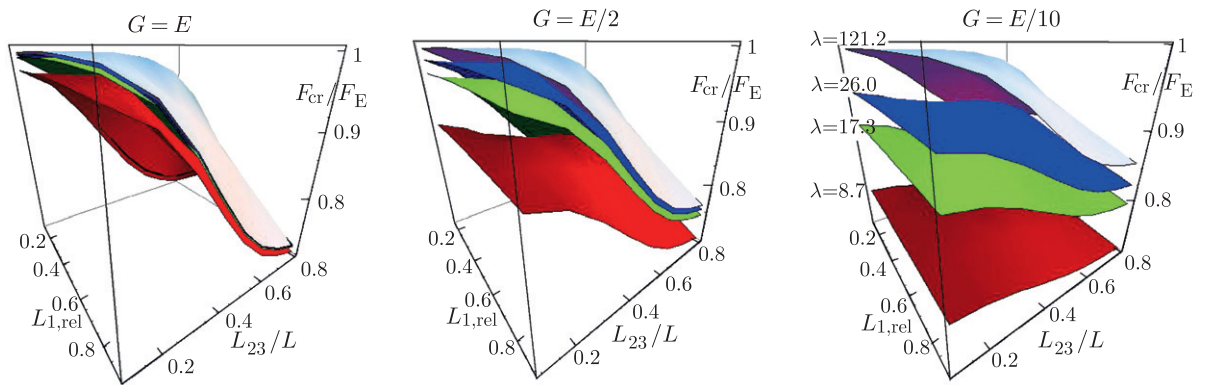 G = E
1
F_cr/F_E
0.9
0.8
0.2
0.4
0.6
0.8
L_1,rel
0.2
0.4
0.6
0.8
L_23/L
G = E/2
1
F_cr/F_E
0.9
0.8
0.2
0.4
0.6
0.8
L_1,rel
0.2
0.4
0.6
0.8
L_23/L
G = E/10
λ=121.2
λ=26.0
λ=17.3
λ=8.7
1
F_cr/F_E
0.9
0.8
0.2
0.4
0.6
0.8
L_1,rel
0.2
0.4
0.6
0.8
L_23/L